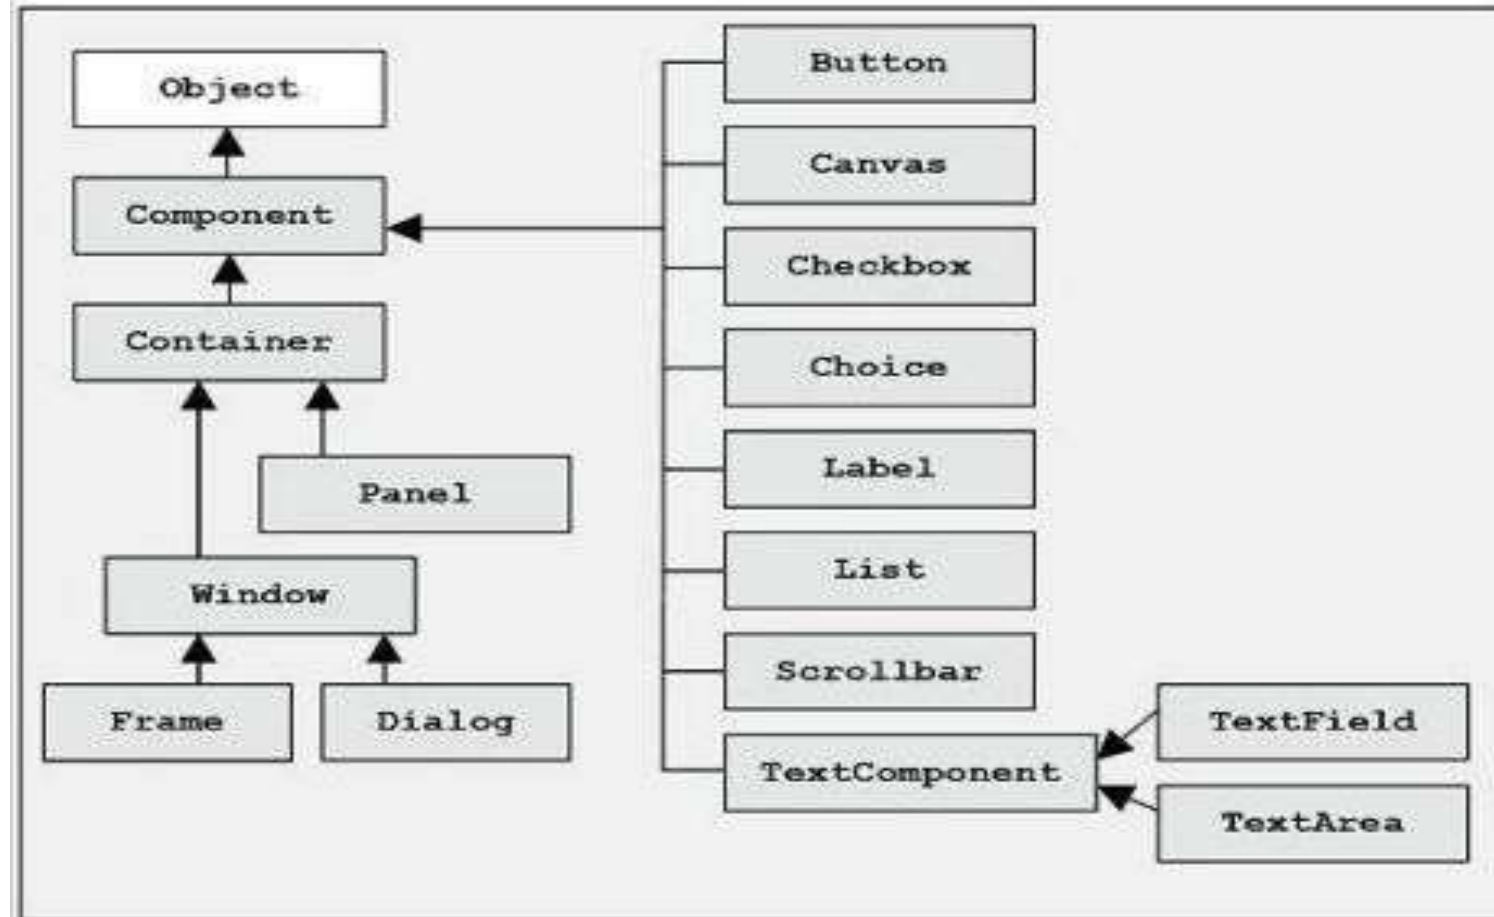 Object
Component
Container
Panel
Window
Frame
Dialog
Button
Canvas
Checkbox
Choice
Label
List
Scrollbar
TextComponent
TextField
TextArea